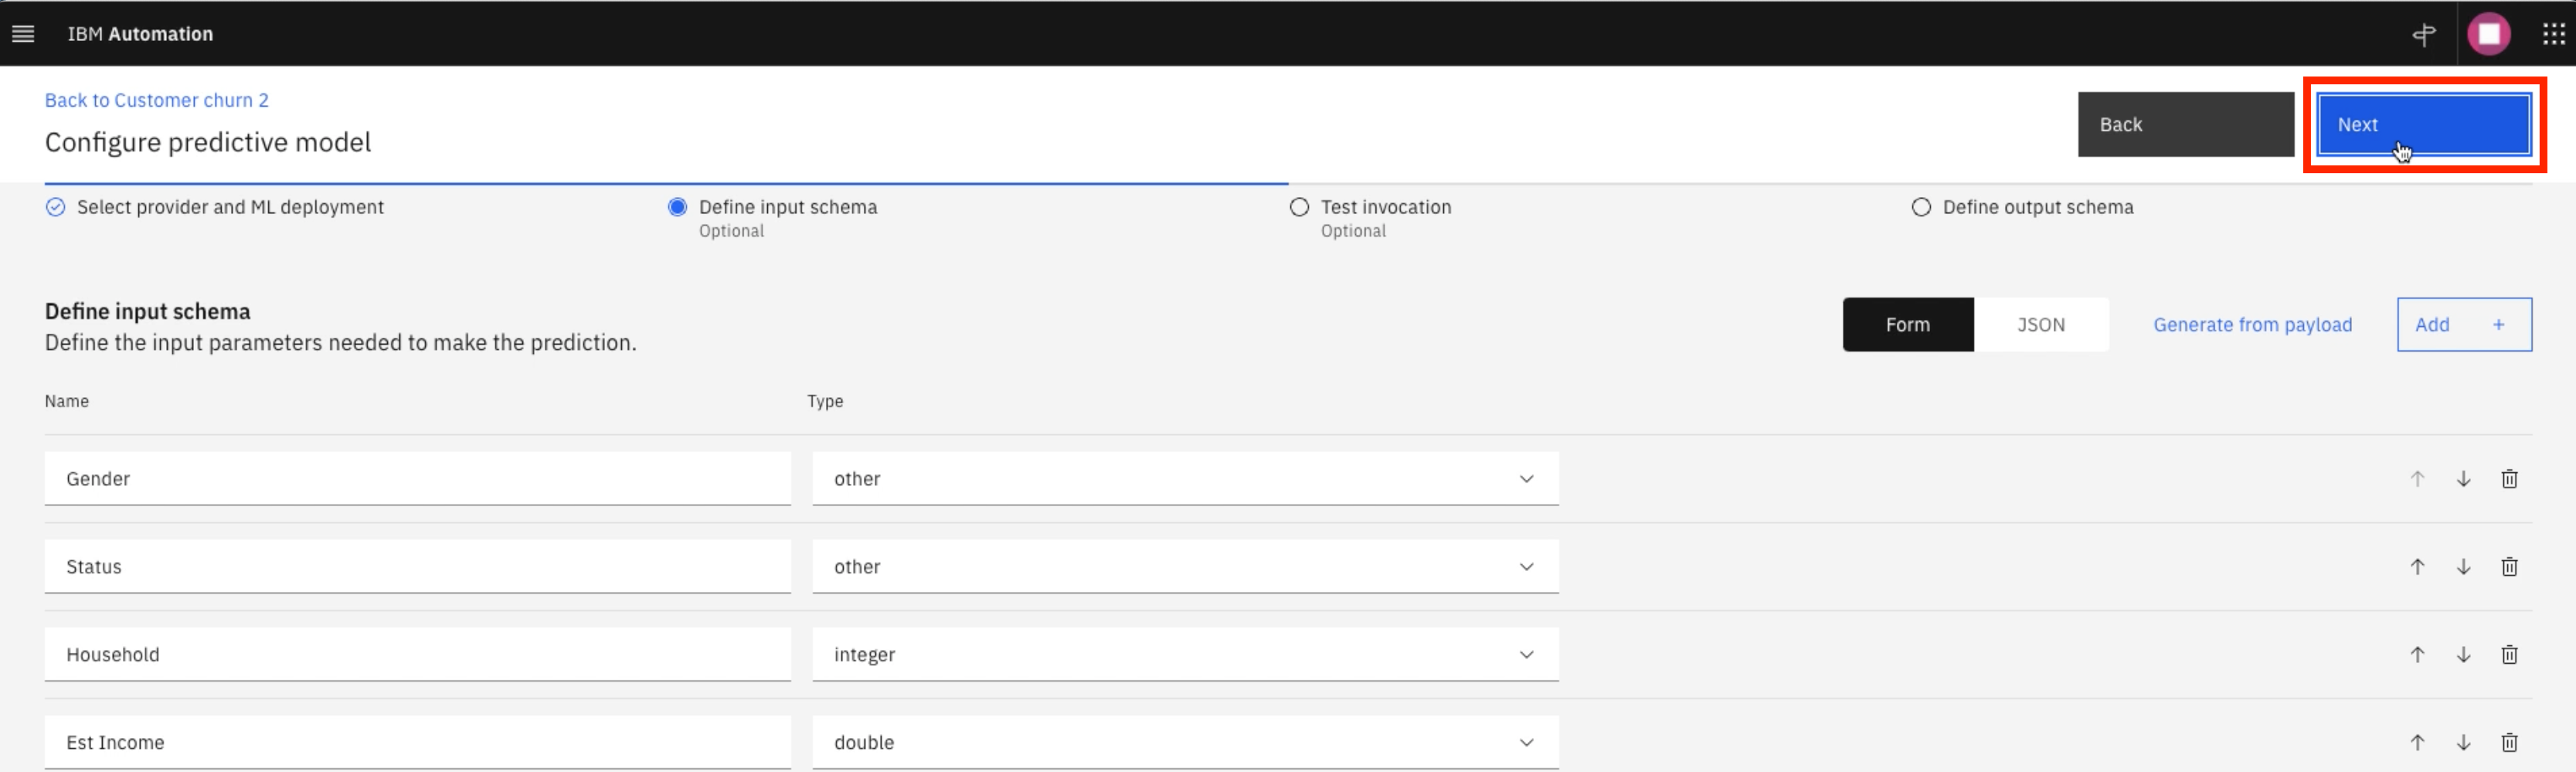 IBM Automation
Back to Customer churn 2
Configure predictive model
Back
Next
Select provider and ML deployment
Define input schema
Optional
Test invocation
Optional
Define output schema
Define input schema
Define the input parameters needed to make the prediction.
Form
JSON
Generate from payload
Add +
Name
Type
Gender
other
Status
other
Household
integer
Est Income
double